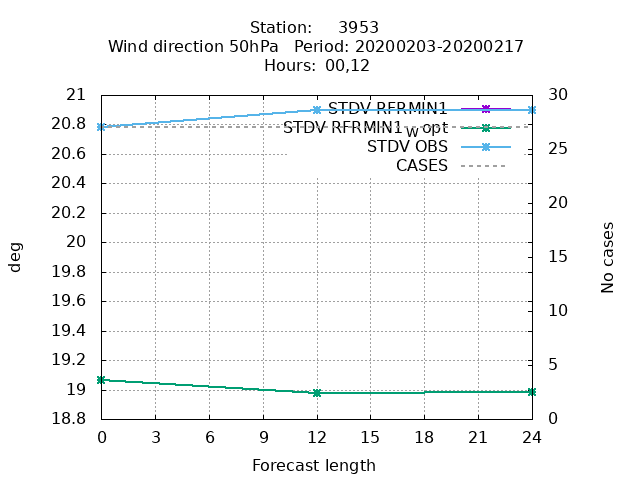 Station: 3953
Wind direction 50hPa Period: 20200203-20200217
Hours: 00,12
21
20.8
20.6
20.4
20.2
20
19.8
19.6
19.4
19.2
19
18.8
deg
STDV RFRMIN1
STDV RFRMIN1 w opt
STDV OBS
CASES
30
25
20
15
10
5
0
No cases
0 3 6 9 12 15 18 21 24
Forecast length